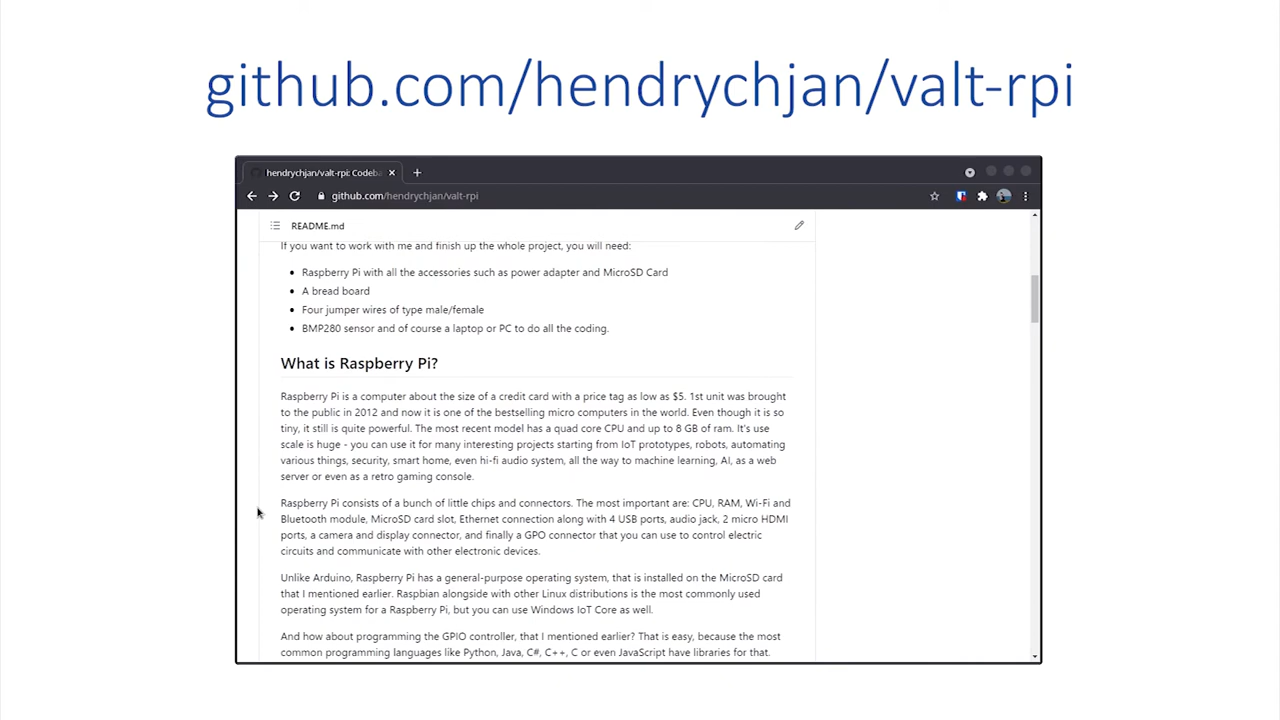 github.com/hendrychjan/valt-rpi
hendrychjan/valt-rpi: Codeba
github.com/hendrychjan/valt-rpi
README.md
If you want to work with me and finish up the whole project, you will need:
Raspberry Pi with all the accessories such as power adapter and MicroSD Card
A bread board
Four jumper wires of type male/female
BMP280 sensor and of course a laptop or PC to do all the coding.
What is Raspberry Pi?
Raspberry Pi is a computer about the size of a credit card with a price tag as low as $5. 1st unit was brought
to the public in 2012 and now it is one of the bestselling micro computers in the world. Even though it is so
tiny, it still is quite powerful. The most recent model has a quad core CPU and up to 8 GB of ram. It's use
scale is huge - you can use it for many interesting projects starting from IoT prototypes, robots, automating
various things, security, smart home, even hi-fi audio system, all the way to machine learning, AI, as a web
server or even as a retro gaming console.
Raspberry Pi consists of a bunch of little chips and connectors. The most important are: CPU, RAM, Wi-Fi and
Bluetooth module, MicroSD card slot, Ethernet connection along with 4 USB ports, audio jack, 2 micro HDMI
ports, a camera and display connector, and finally a GPO connector that you can use to control electric
circuits and communicate with other electronic devices.
Unlike Arduino, Raspberry Pi has a general-purpose operating system, that is installed on the MicroSD card
that I mentioned earlier. Raspbian alongside with other Linux distributions is the most commonly used
operating system for a Raspberry Pi, but you can use Windows IoT Core as well.
And how about programming the GPIO controller, that I mentioned earlier? That is easy, because the most
common programming languages like Python, Java, C#, C++, C or even JavaScript have libraries for that.